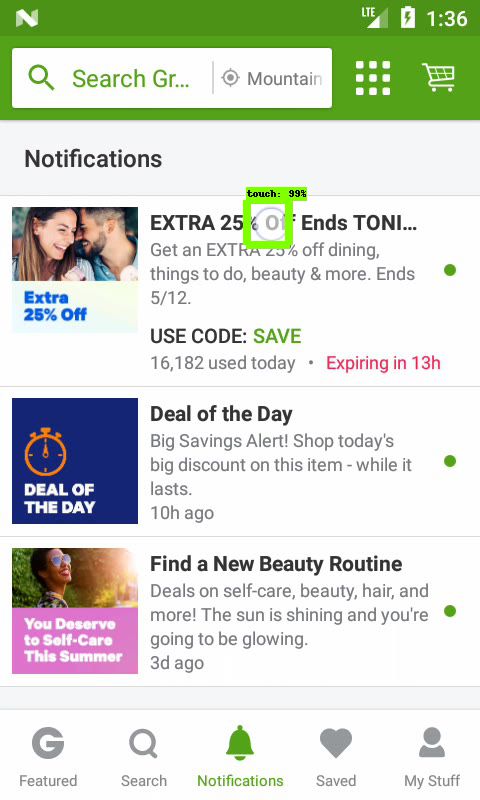 LTE 1:36
Search Gr... Mountain
Notifications
touch: 99%
EXTRA 25% Off Ends TONI...
Get an EXTRA 25% off dining,
things to do, beauty & more. Ends
5/12.
Extra
25% Off
USE CODE: SAVE
16,182 used today • Expiring in 13h
Deal of the Day
Big Savings Alert! Shop today's
big discount on this item - while it
lasts.
10h ago
DEAL OF
THE DAY
Find a New Beauty Routine
Deals on self-care, beauty, hair, and
more! The sun is shining and you're
going to be glowing.
3d ago
You Deserve
to Self-Care
This Summer
Featured Search Notifications Saved My Stuff